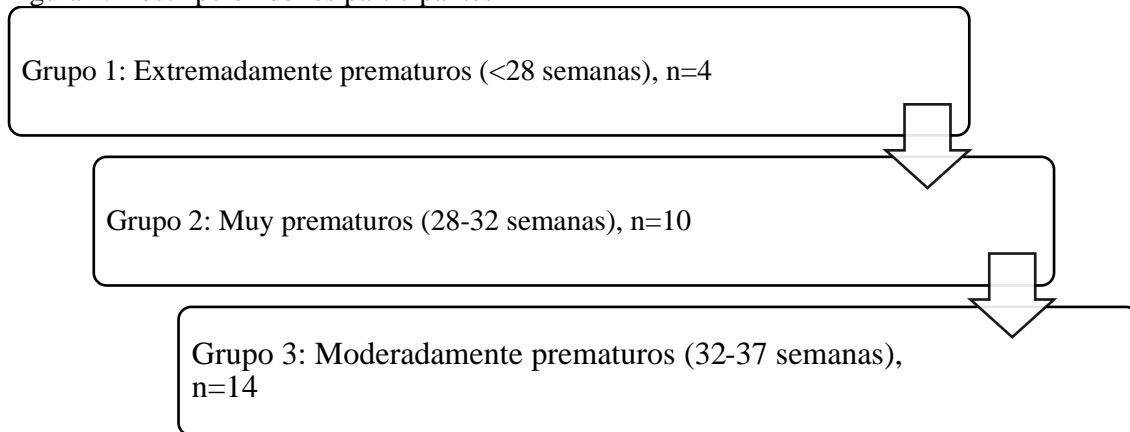 Grupo 1: Extremadamente prematuros (<28 semanas), n=4
Grupo 2: Muy prematuros (28-32 semanas), n=10
Grupo 3: Moderadamente prematuros (32-37 semanas),
n=14